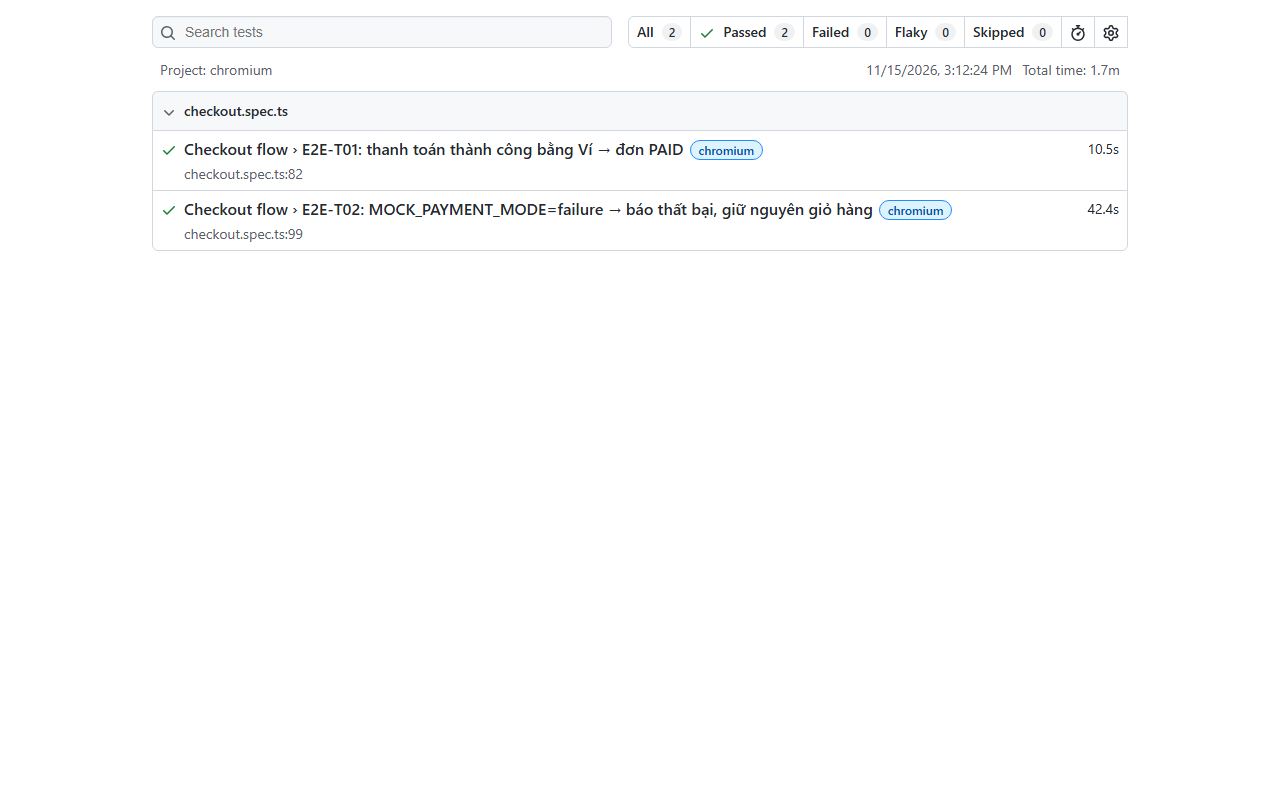 Search tests
All 2 Passed 2 Failed 0 Flaky 0 Skipped 0
Project: chromium 11/15/2026, 3:12:24 PM Total time: 1.7m
checkout.spec.ts
Checkout flow › E2E-T01: thanh toán thành công bằng Ví → đơn PAID chromium 10.5s
checkout.spec.ts:82
Checkout flow › E2E-T02: MOCK_PAYMENT_MODE=failure → báo thất bại, giữ nguyên giỏ hàng chromium 42.4s
checkout.spec.ts:99